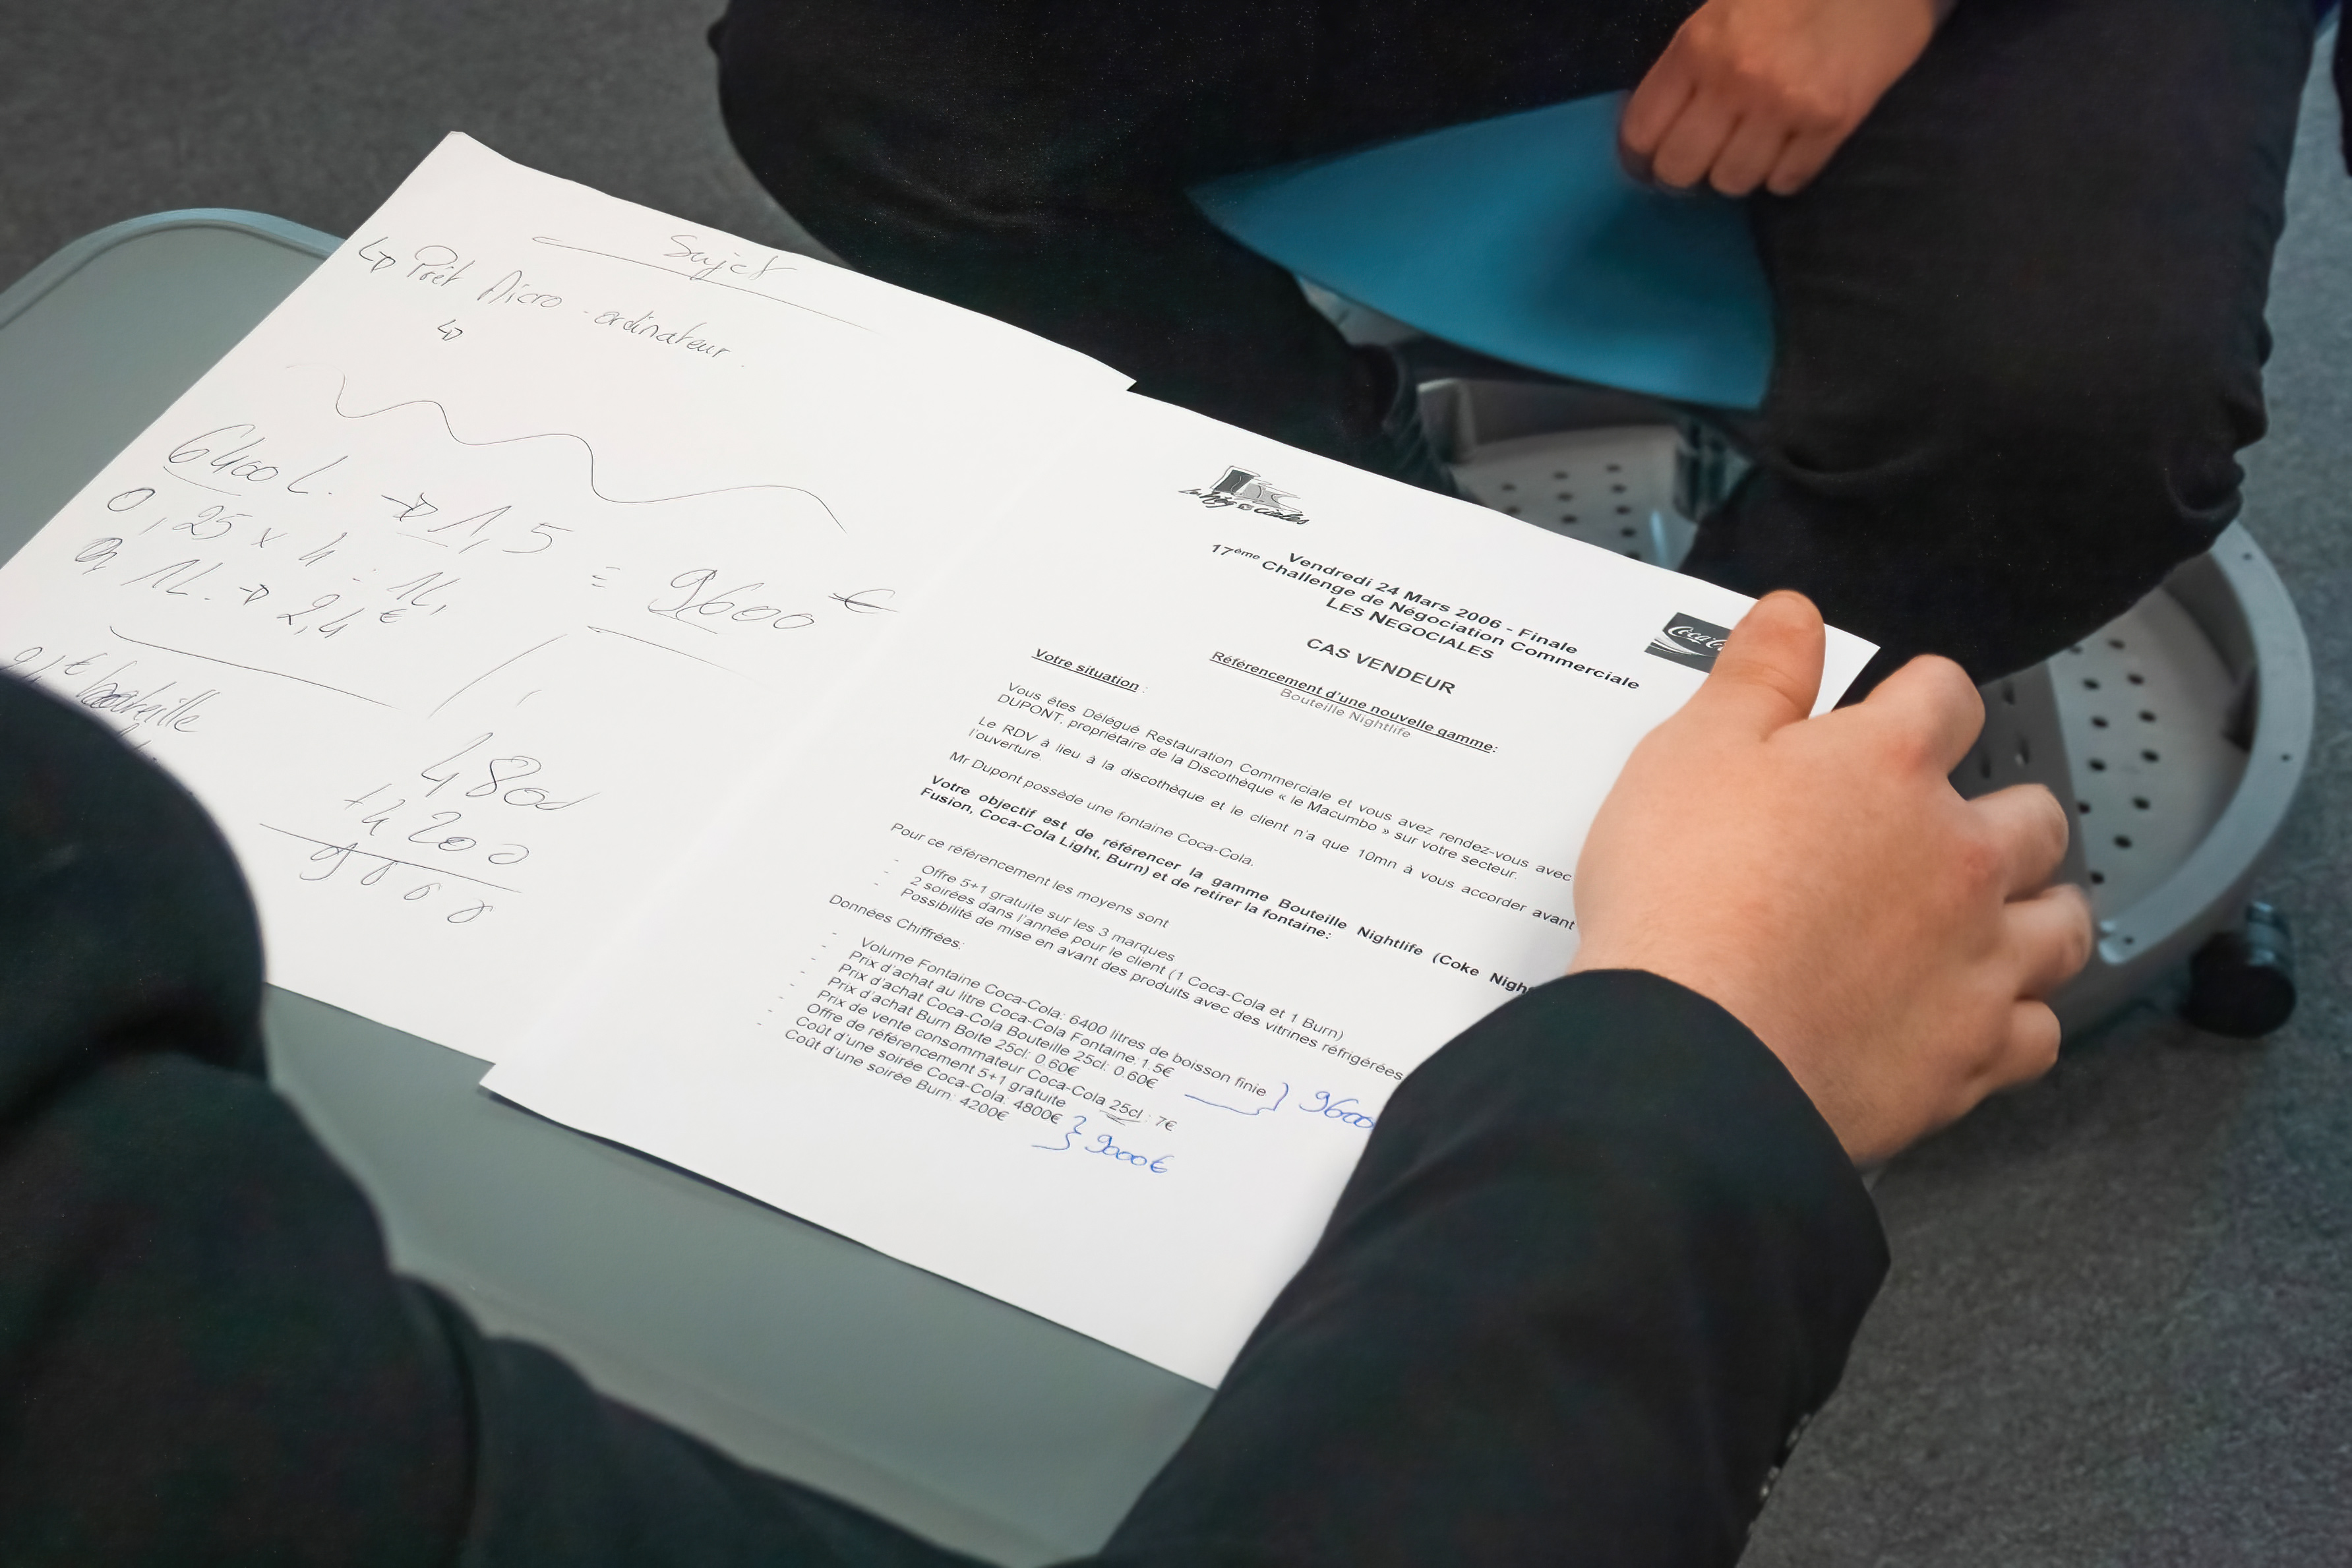 Sujet
↳ Prêt Micro-ordinateur.
↳
6400 L. → 1,5 = 9600 €
0,25 x 4 = 1L,
1L. → 2,4 €
€ bouteille
4800
+4200
9000
Les Négociales
Vendredi 24 Mars 2006 - Finale
17ème Challenge de Négociation Commerciale
LES NEGOCIALES
Coca-C
CAS VENDEUR
Référencement d'une nouvelle gamme:
Bouteille Nightlife
Votre situation :
Vous êtes Délégué Restauration Commerciale et vous avez rendez-vous avec
DUPONT, propriétaire de la Discothèque « le Macumbo » sur votre secteur.
Le RDV à lieu à la discothèque et le client n'a que 10mn à vous accorder avant
l'ouverture.
Mr Dupont possède une fontaine Coca-Cola.
Votre objectif est de référencer la gamme Bouteille Nightlife (Coke Nigh
Fusion, Coca-Cola Light, Burn) et de retirer la fontaine:
Pour ce référencement les moyens sont
- Offre 5+1 gratuite sur les 3 marques
- 2 soirées dans l'année pour le client (1 Coca-Cola et 1 Burn)
- Possibilité de mise en avant des produits avec des vitrines réfrigérées
Données Chiffrées:
- Volume Fontaine Coca-Cola: 6400 litres de boisson finie
- Prix d'achat au litre Coca-Cola Fontaine: 1.5€ } 9600
- Prix d'achat Coca-Cola Bouteille 25cl: 0.60€
- Prix d'achat Burn Boite 25cl: 0.60€
- Prix de vente consommateur Coca-Cola 25cl : 7€
- Offre de référencement 5+1 gratuite
- Coût d'une soirée Coca-Cola: 4800€
- Coût d'une soirée Burn: 4200€ } 9000€